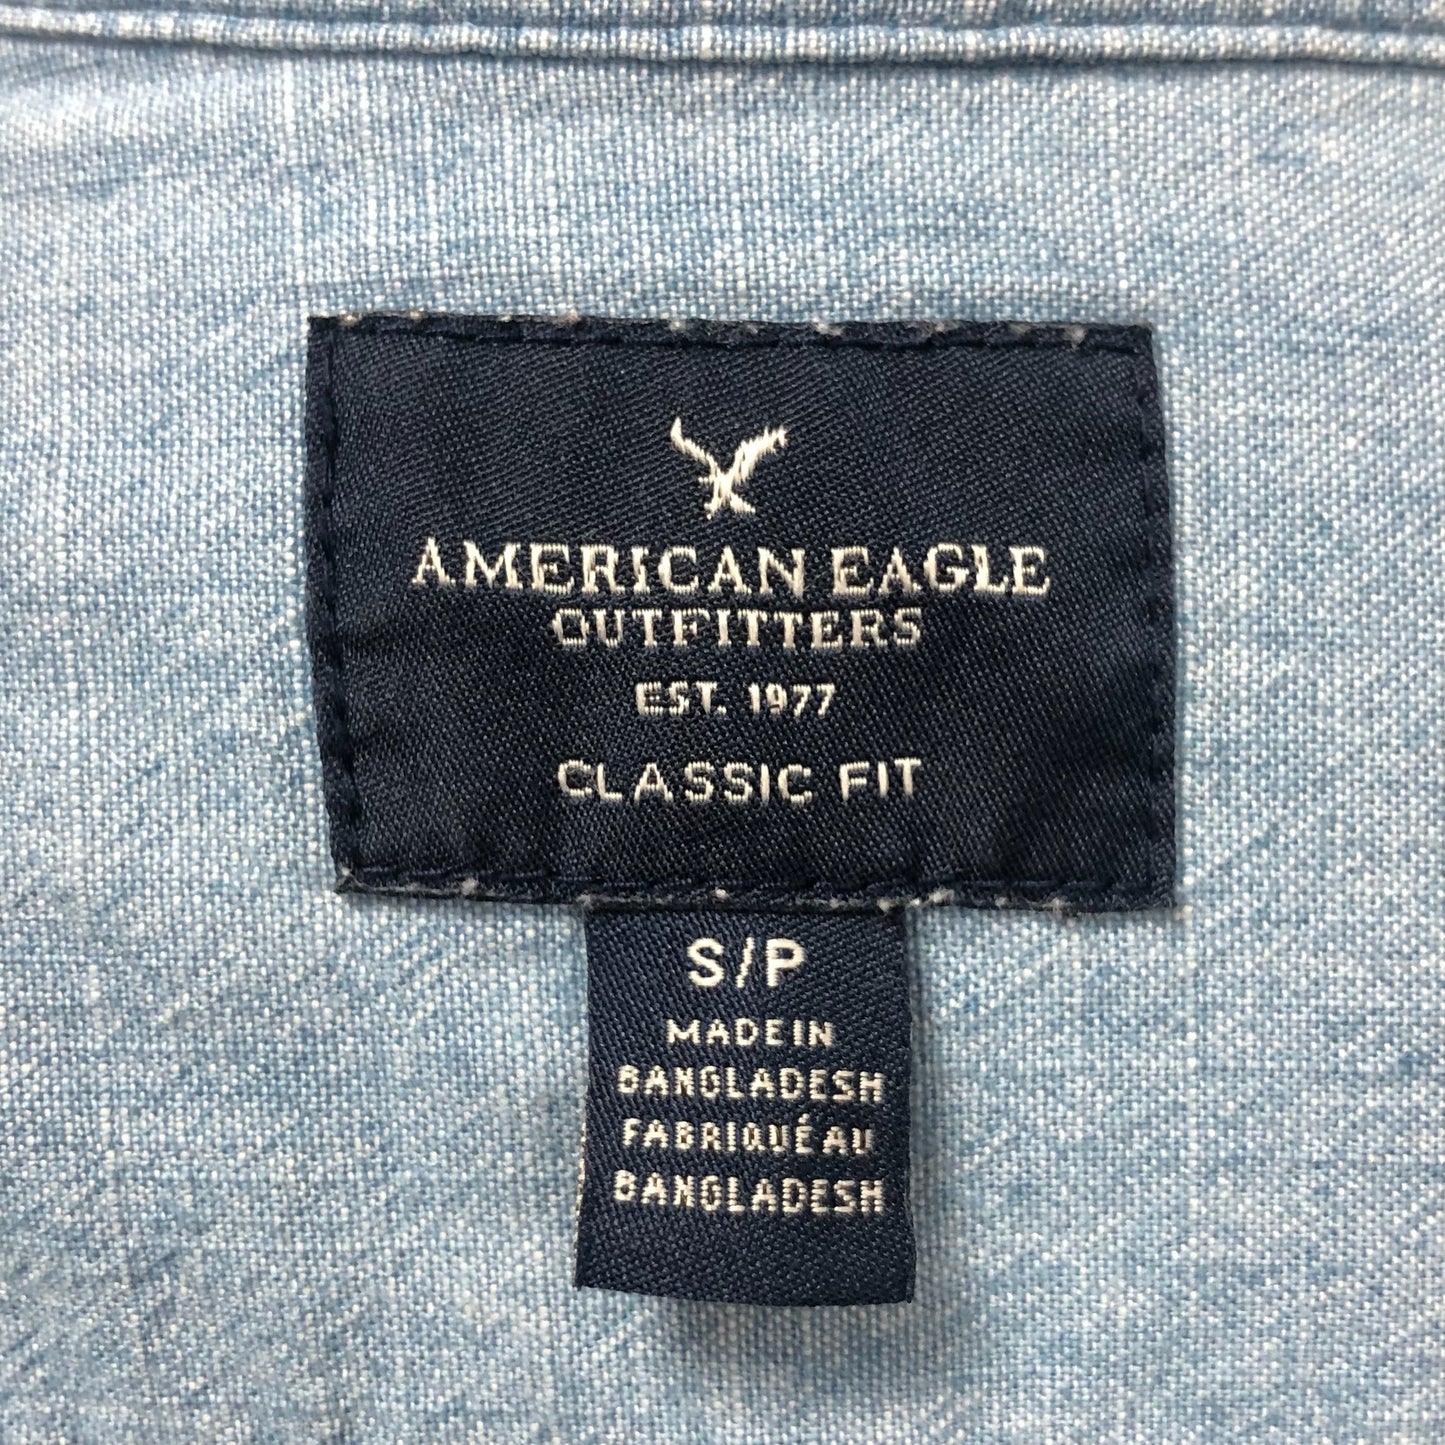 AMERICAN EAGLE
OUTFITTERS
EST. 1977
CLASSIC FIT
S/P
MADE IN
BANGLADESH
FABRIQUÉ AU
BANGLADESH